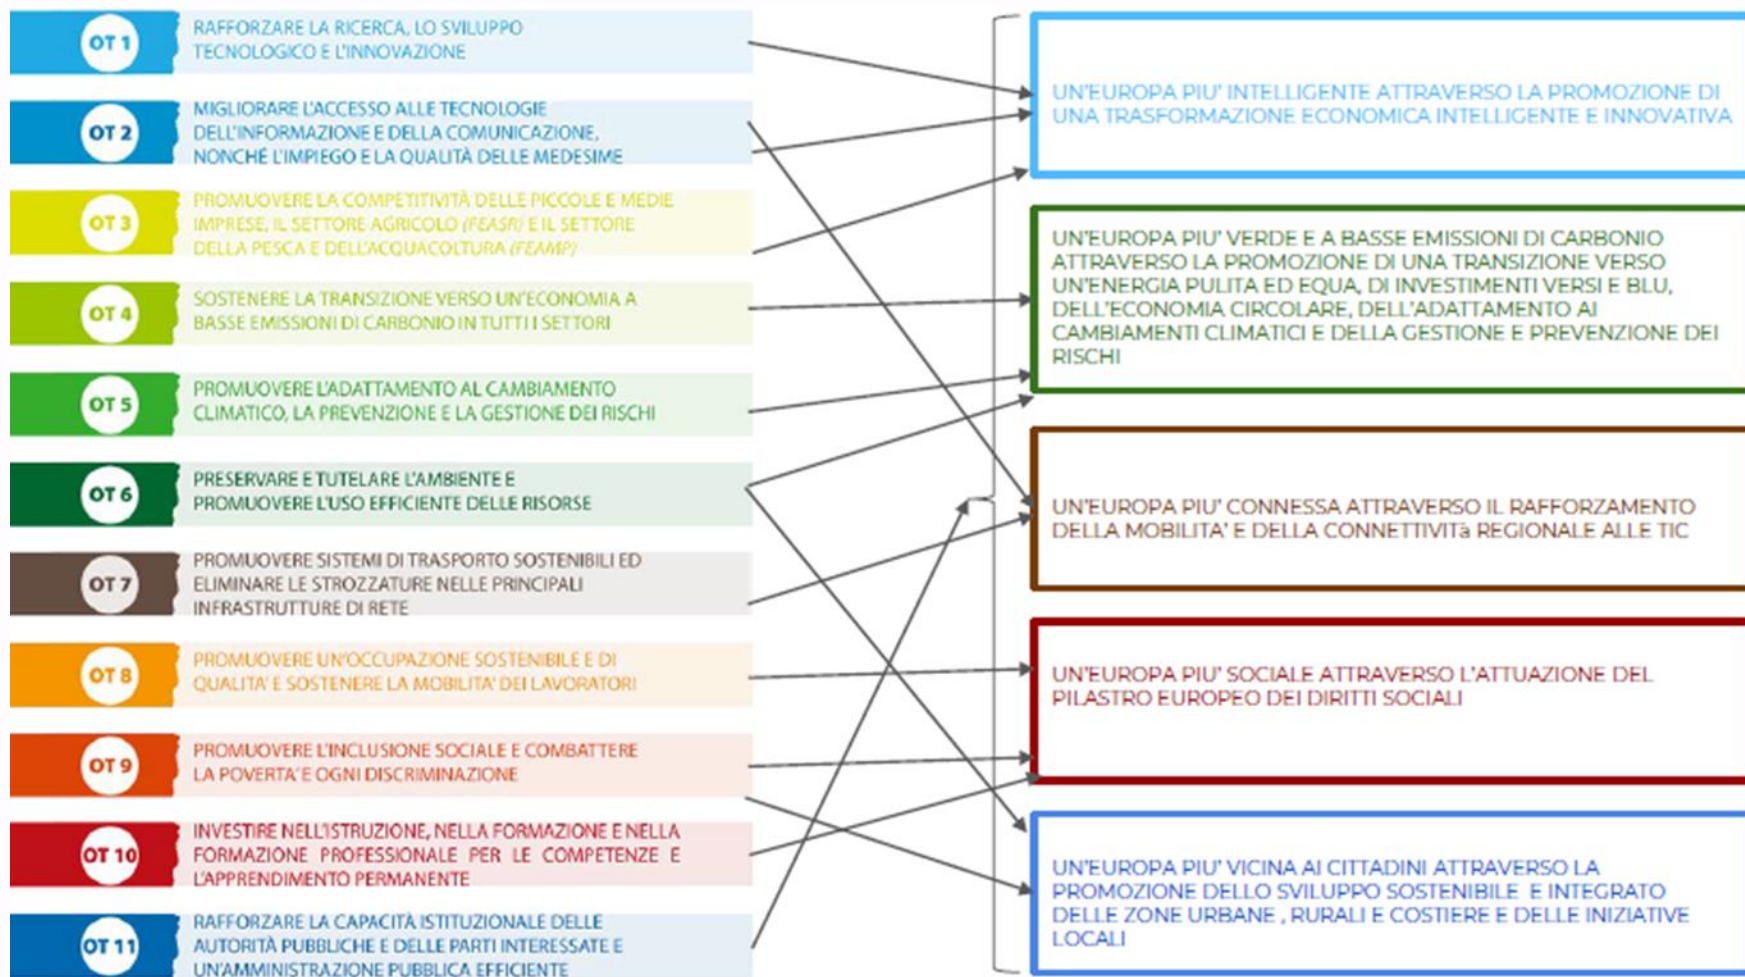 OT 1
RAFFORZARE LA RICERCA, LO SVILUPPO
TECNOLOGICO E L'INNOVAZIONE
OT 2
MIGLIORARE L'ACCESSO ALLE TECNOLOGIE
DELL'INFORMAZIONE E DELLA COMUNICAZIONE,
NONCHÉ L'IMPIEGO E LA QUALITÀ DELLE MEDESIME
OT 3
PROMUOVERE LA COMPETITIVITÀ DELLE PICCOLE E MEDIE
IMPRESE, IL SETTORE AGRICOLO (FEASR) E IL SETTORE
DELLA PESCA E DELL'ACQUACOLTURA (FEAMP)
OT 4
SOSTENERE LA TRANSIZIONE VERSO UN'ECONOMIA A
BASSE EMISSIONI DI CARBONIO IN TUTTI I SETTORI
OT 5
PROMUOVERE L'ADATTAMENTO AL CAMBIAMENTO
CLIMATICO, LA PREVENZIONE E LA GESTIONE DEI RISCHI
OT 6
PRESERVARE E TUTELARE L'AMBIENTE E
PROMUOVERE L'USO EFFICIENTE DELLE RISORSE
OT 7
PROMUOVERE SISTEMI DI TRASPORTO SOSTENIBILI ED
ELIMINARE LE STROZZATURE NELLE PRINCIPALI
INFRASTRUTTURE DI RETE
OT 8
PROMUOVERE UN'OCCUPAZIONE SOSTENIBILE E DI
QUALITA' E SOSTENERE LA MOBILITA' DEI LAVORATORI
OT 9
PROMUOVERE L'INCLUSIONE SOCIALE E COMBATTERE
LA POVERTA' E OGNI DISCRIMINAZIONE
OT 10
INVESTIRE NELL'ISTRUZIONE, NELLA FORMAZIONE E NELLA
FORMAZIONE PROFESSIONALE PER LE COMPETENZE E
L'APPRENDIMENTO PERMANENTE
OT 11
RAFFORZARE LA CAPACITÀ ISTITUZIONALE DELLE
AUTORITÀ PUBBLICHE E DELLE PARTI INTERESSATE E
UN'AMMINISTRAZIONE PUBBLICA EFFICIENTE
UN'EUROPA PIU' INTELLIGENTE ATTRAVERSO LA PROMOZIONE DI
UNA TRASFORMAZIONE ECONOMICA INTELLIGENTE E INNOVATIVA
UN'EUROPA PIU' VERDE E A BASSE EMISSIONI DI CARBONIO
ATTRAVERSO LA PROMOZIONE DI UNA TRANSIZIONE VERSO
UN'ENERGIA PULITA ED EQUA, DI INVESTIMENTI VERSI E BLU,
DELL'ECONOMIA CIRCOLARE, DELL'ADATTAMENTO AI
CAMBIAMENTI CLIMATICI E DELLA GESTIONE E PREVENZIONE DEI
RISCHI
UN'EUROPA PIU' CONNESSA ATTRAVERSO IL RAFFORZAMENTO
DELLA MOBILITA' E DELLA CONNETTIVITà REGIONALE ALLE TIC
UN'EUROPA PIU' SOCIALE ATTRAVERSO L'ATTUAZIONE DEL
PILASTRO EUROPEO DEI DIRITTI SOCIALI
UN'EUROPA PIU' VICINA AI CITTADINI ATTRAVERSO LA
PROMOZIONE DELLO SVILUPPO SOSTENIBILE E INTEGRATO
DELLE ZONE URBANE , RURALI E COSTIERE E DELLE INIZIATIVE
LOCALI